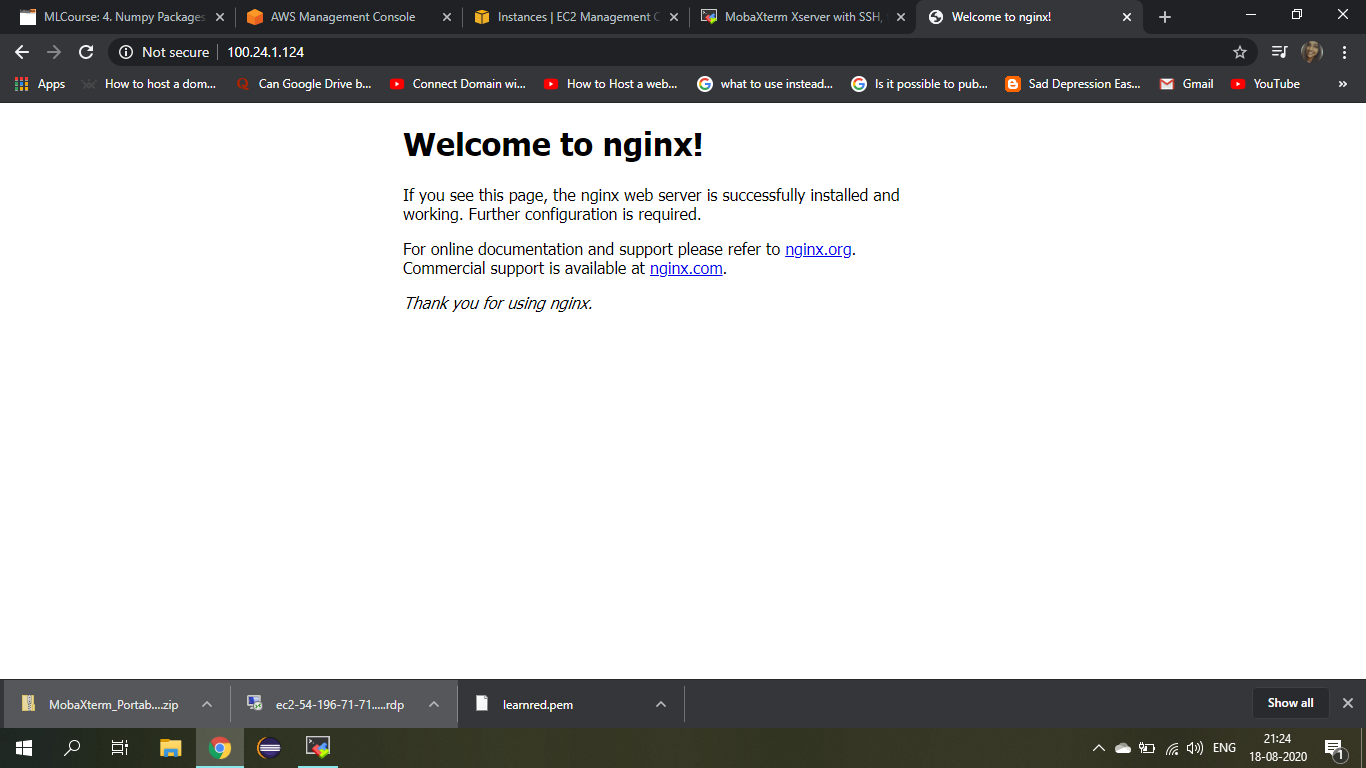 MLCourse: 4. Numpy Packages
AWS Management Console
Instances | EC2 Management C
MobaXterm Xserver with SSH,
Welcome to nginx!
Not secure
100.24.1.124
Apps
How to host a dom...
Can Google Drive b...
Connect Domain wi...
How to Host a web...
what to use instead...
Is it possible to pub...
Sad Depression Eas...
Gmail
YouTube
»
Welcome to nginx!
If you see this page, the nginx web server is successfully installed and
working. Further configuration is required.
For online documentation and support please refer to nginx.org.
Commercial support is available at nginx.com.
Thank you for using nginx.
MobaXterm_Portab....zip
ec2-54-196-71-71.....rdp
learnred.pem
Show all
ENG
21:24
18-08-2020
1